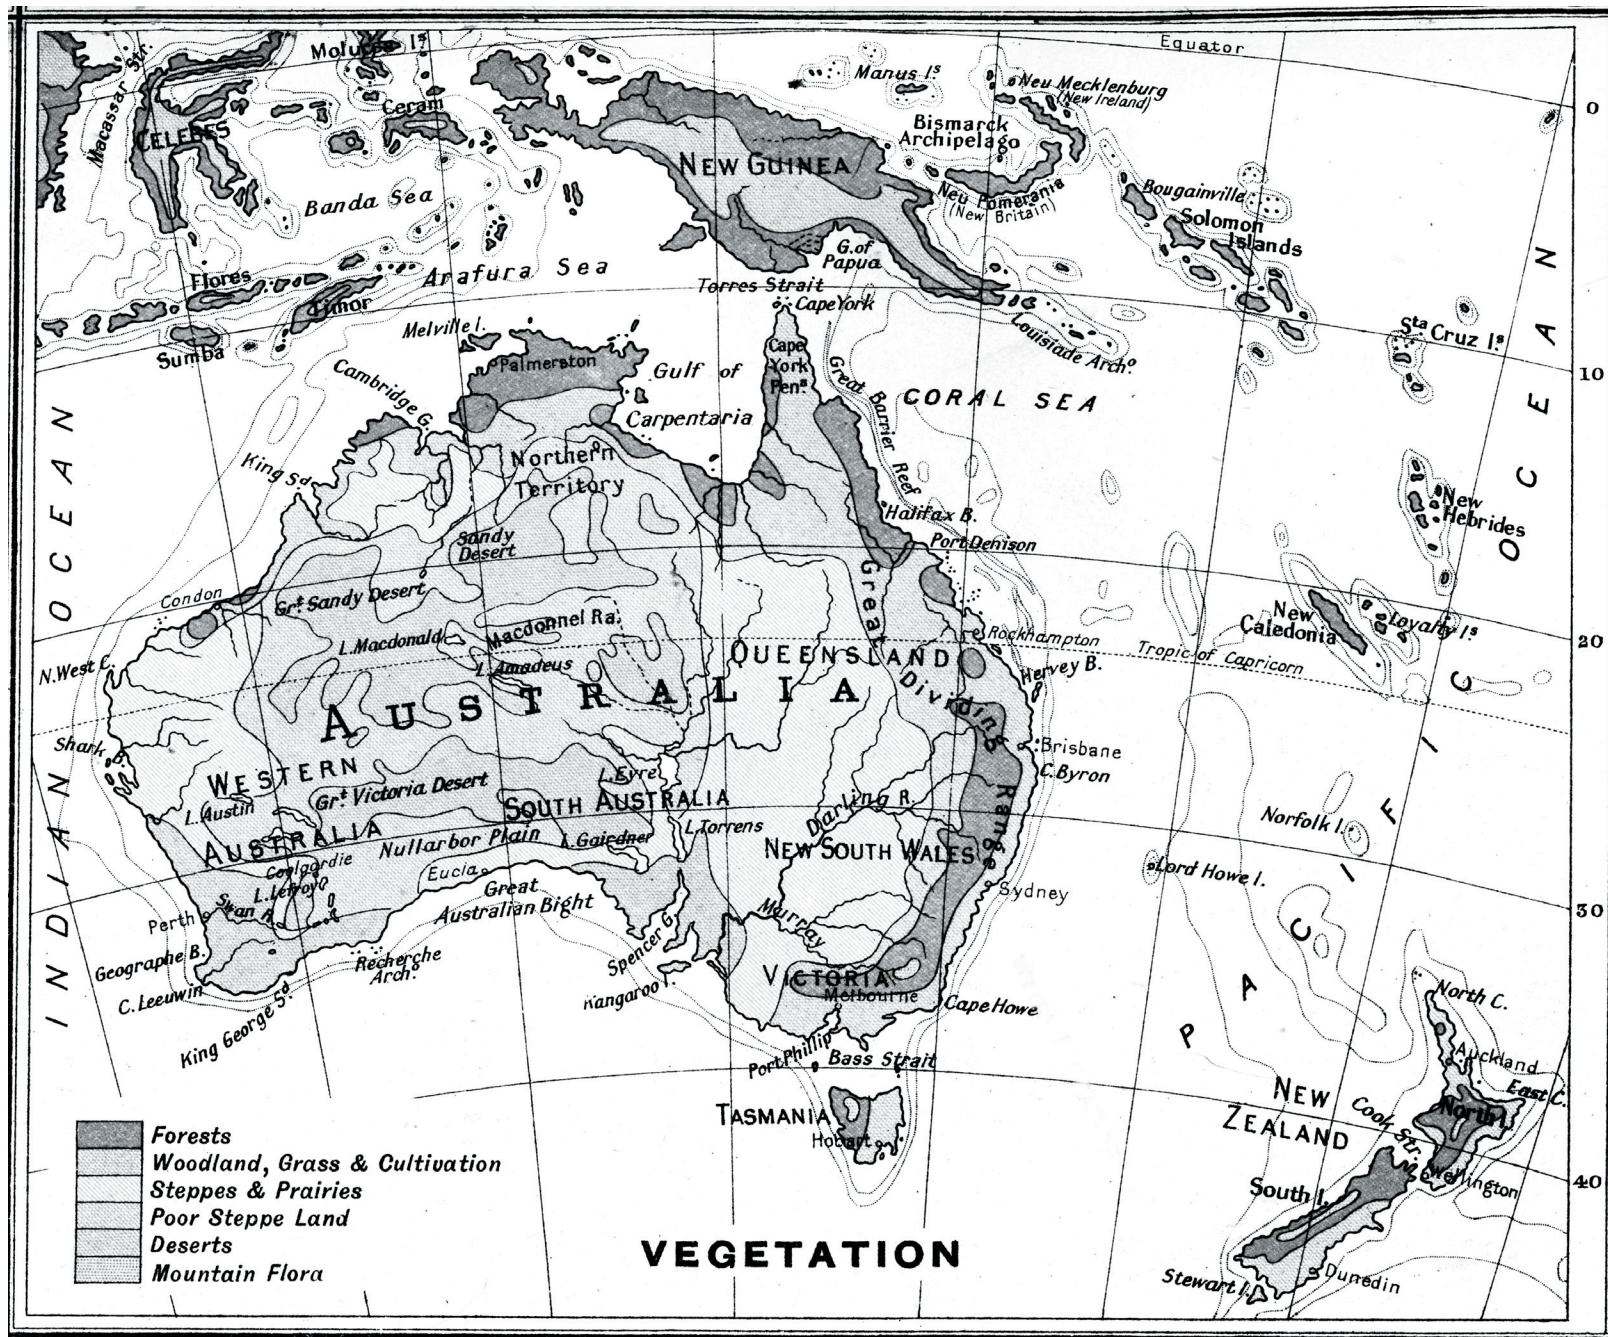 Equator
Macassar Str.
Molucca Is
Manus Is
Neu Mecklenburg
(New Ireland)
0
Ceram
CELEBES
Bismarck
Archipelago
NEW GUINEA
Banda Sea
Neu Pomerania
(New Britain)
Bougainville
Solomon
Islands
G. of
Papua
Flores
Arafura Sea
Torres Strait
Timor
Cape York
Melville I.
Louisiade Archo.
Sta Cruz Is
Sumba
Palmerston
Cape
York
Pena.
Gulf of
Carpentaria
Great Barrier Reef
CORAL SEA
10
Cambridge G.
King Sd.
Northern
Territory
Halifax B.
New
Hebrides
Sandy
Desert
Port Denison
Condon
Grt. Sandy Desert
New
Caledonia
Loyalty Is
L. Macdonald
Macdonnel Ra.
Rockhampton
20
N. West C.
L. Amadeus
QUEENSLAND
Hervey B.
Tropic of Capricorn
AUSTRALIA
Great Dividing Range
Shark B.
Brisbane
C. Byron
WESTERN
AUSTRALIA
L. Eyre
Grt. Victoria Desert
SOUTH AUSTRALIA
L. Austin
Darling R.
Norfolk I.
L. Torrens
Nullarbor Plain
L. Gairdner
NEW SOUTH WALES
Coolgardie
L. Lefroy
Eucla
Great
Australian Bight
Lord Howe I.
Perth
Swan R.
Sydney
30
Murray
Geographe B.
Recherche
Archo.
Spencer G.
VICTORIA
Melbourne
C. Leeuwin
Kangaroo I.
Cape Howe
North C.
King George Sd.
Port Phillip
Bass Strait
Auckland
East C.
TASMANIA
Hobart
NEW
ZEALAND
Cook Str.
North I.
Wellington
40
South I.
Stewart I.
Dunedin
INDIAN OCEAN
PACIFIC OCEAN
Forests
Woodland, Grass & Cultivation
Steppes & Prairies
Poor Steppe Land
Deserts
Mountain Flora
VEGETATION